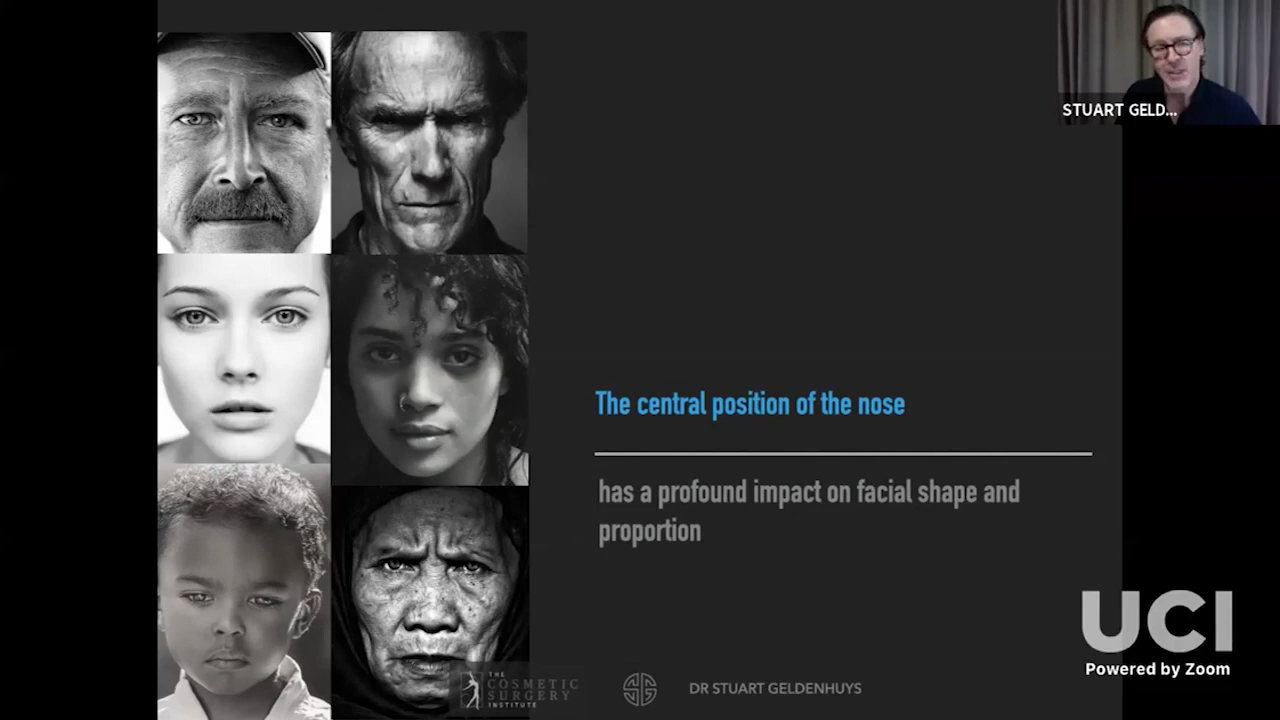 STUART GELD...
The central position of the nose
has a profound impact on facial shape and
proportion
UCI
Powered by Zoom
THE
COSMETIC
SURGERY
INSTITUTE
DR STUART GELDENHUYS